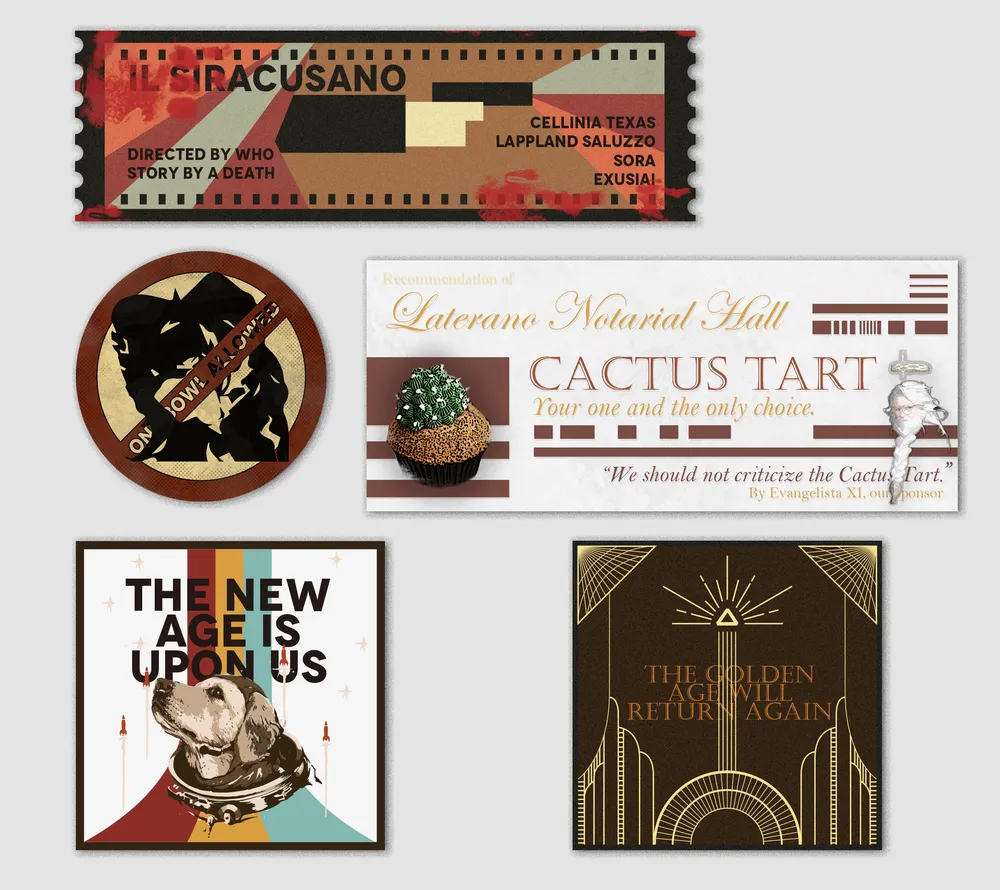 IL SIRACUSANO
DIRECTED BY WHO
STORY BY A DEATH
CELLINIA TEXAS
LAPPLAND SALUZZO
SORA
EXUSIAI
ON BOWL ALLOWED
Recommendation of
Laterano Notarial Hall
CACTUS TART
Your one and the only choice.
“We should not criticize the Cactus Tart.”
By Evangelista XI, our sponsor
THE NEW
AGE IS
UPON US
THE GOLDEN
AGE WILL
RETURN AGAIN